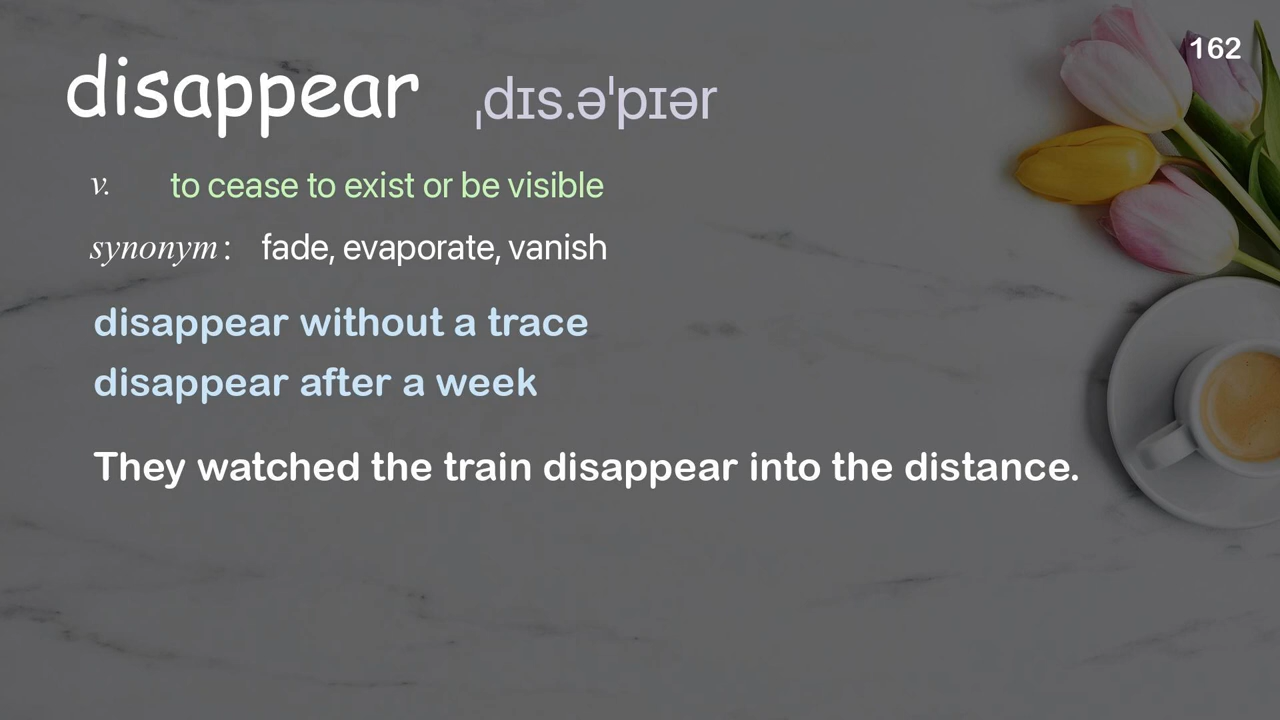 162
disappear ˌdɪs.əˈpɪər
v. to cease to exist or be visible
synonym: fade, evaporate, vanish
disappear without a trace
disappear after a week
They watched the train disappear into the distance.